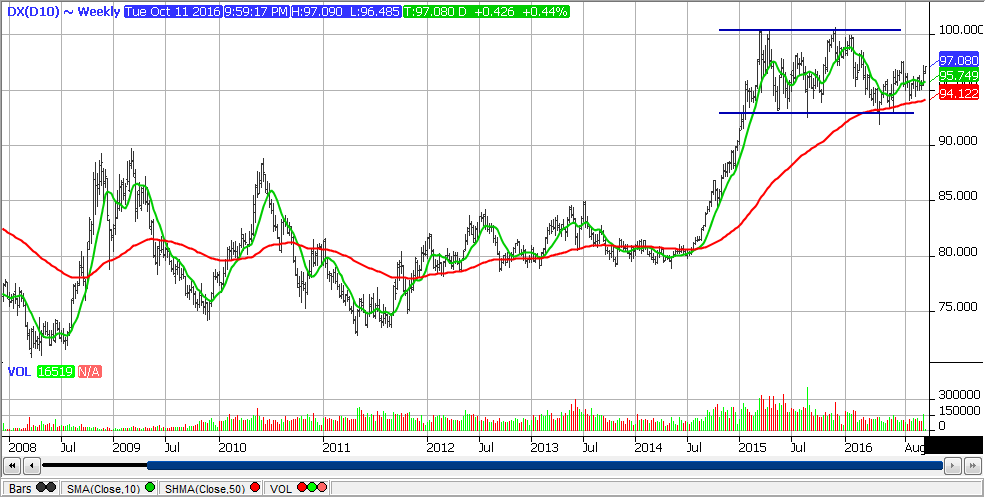 DX(D10) ~ Weekly Tue Oct 11 2016 9:59:17 PM H:97.090 L:96.485 T:97.080 D +0.426 +0.44%
100.000
97.080
95.749
94.122
90.000
85.000
80.000
75.000
VOL 16519 N/A
300000
150000
0
2008 Jul 2009 Jul 2010 2011 2012 Jul 2013 Jul 2014 Jul 2015 Jul 2016 Aug
Bars SMA(Close,10) SHMA(Close,50) VOL